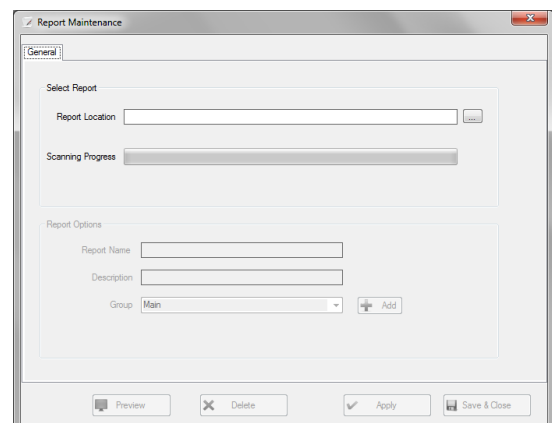 Report Maintenance
General
Select Report
Report Location
...
Scanning Progress
Report Options
Report Name
Description
Group Main Add
Preview Delete Apply Save & Close